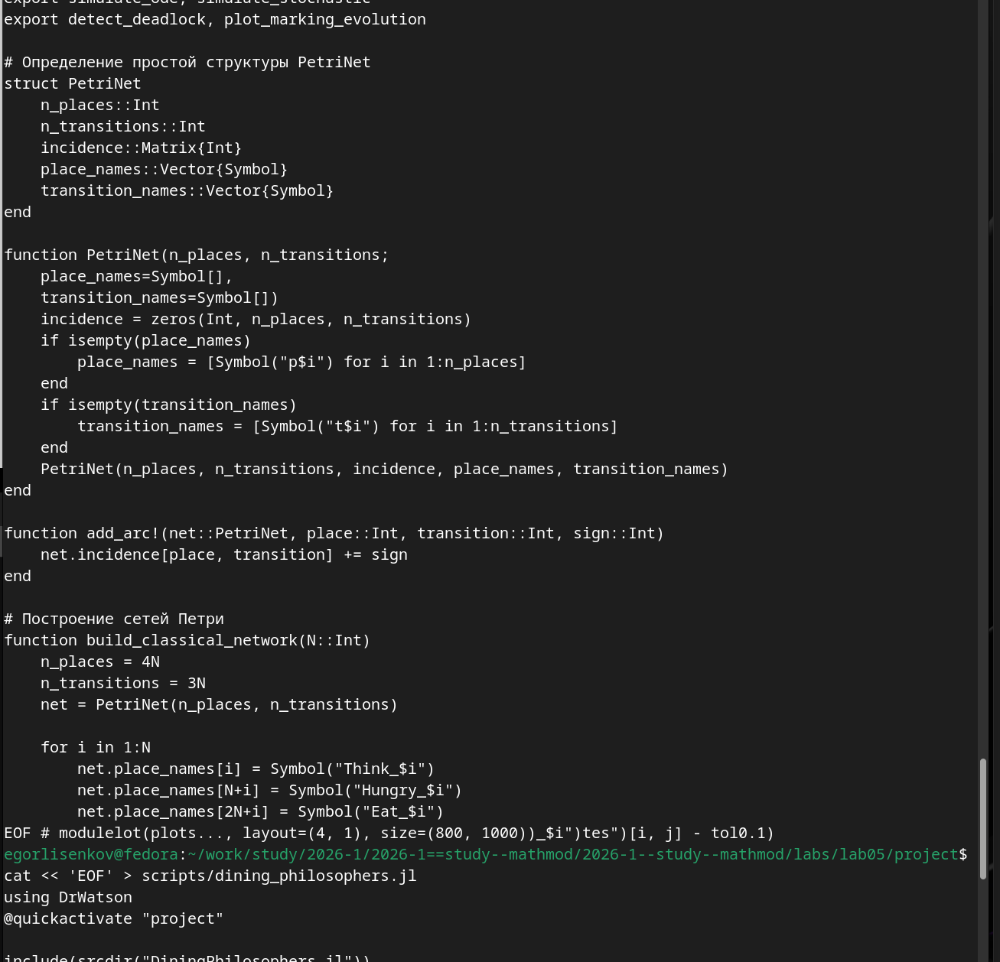 export simulate_ode, simulate_stochastic
export detect_deadlock, plot_marking_evolution
# Определение простой структуры PetriNet
struct PetriNet
    n_places::Int
    n_transitions::Int
    incidence::Matrix{Int}
    place_names::Vector{Symbol}
    transition_names::Vector{Symbol}
end
function PetriNet(n_places, n_transitions;
    place_names=Symbol[],
    transition_names=Symbol[])
    incidence = zeros(Int, n_places, n_transitions)
    if isempty(place_names)
        place_names = [Symbol("p$i") for i in 1:n_places]
    end
    if isempty(transition_names)
        transition_names = [Symbol("t$i") for i in 1:n_transitions]
    end
    PetriNet(n_places, n_transitions, incidence, place_names, transition_names)
end
function add_arc!(net::PetriNet, place::Int, transition::Int, sign::Int)
    net.incidence[place, transition] += sign
end
# Построение сетей Петри
function build_classical_network(N::Int)
    n_places = 4N
    n_transitions = 3N
    net = PetriNet(n_places, n_transitions)
    for i in 1:N
        net.place_names[i] = Symbol("Think_$i")
        net.place_names[N+i] = Symbol("Hungry_$i")
        net.place_names[2N+i] = Symbol("Eat_$i")
EOF # modulelot(plots..., layout=(4, 1), size=(800, 1000))_$i")tes")[i, j] - tol0.1)
egorlisenkov@fedora:~/work/study/2026-1/2026-1==study--mathmod/2026-1--study--mathmod/labs/lab05/project$
cat << 'EOF' > scripts/dining_philosophers.jl
using DrWatson
@quickactivate "project"
include(srcdir("DiningPhilosophers.jl"))